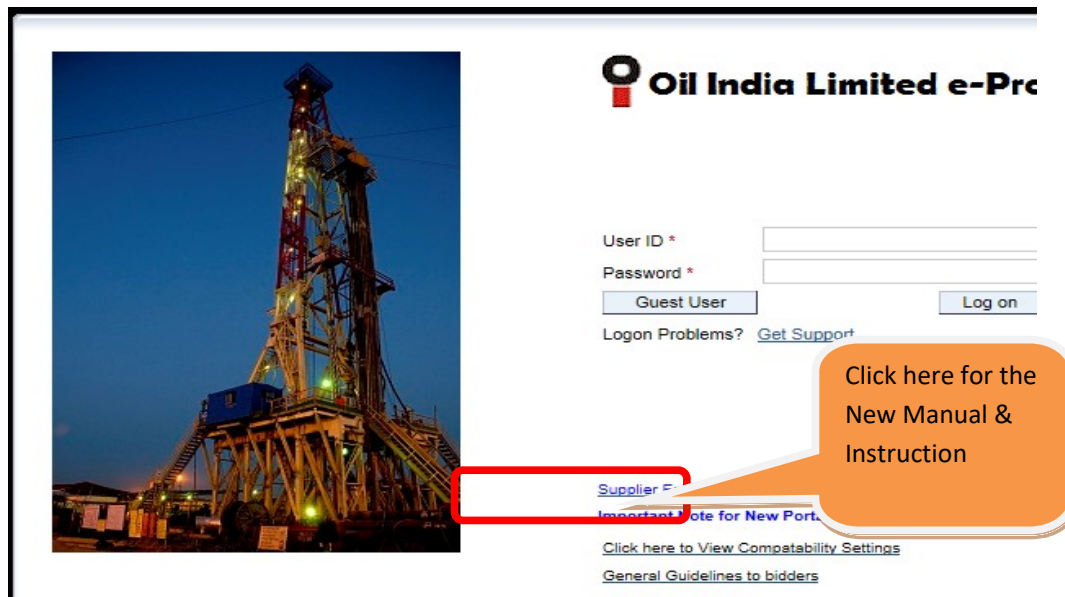 Oil India Limited e-Pro
User ID *
Password *
Guest User
Log on
Logon Problems? Get Support
Click here for the
New Manual &
Instruction
Supplier
Important Note for New Porta
Click here to View Compatability Settings
General Guidelines to bidders